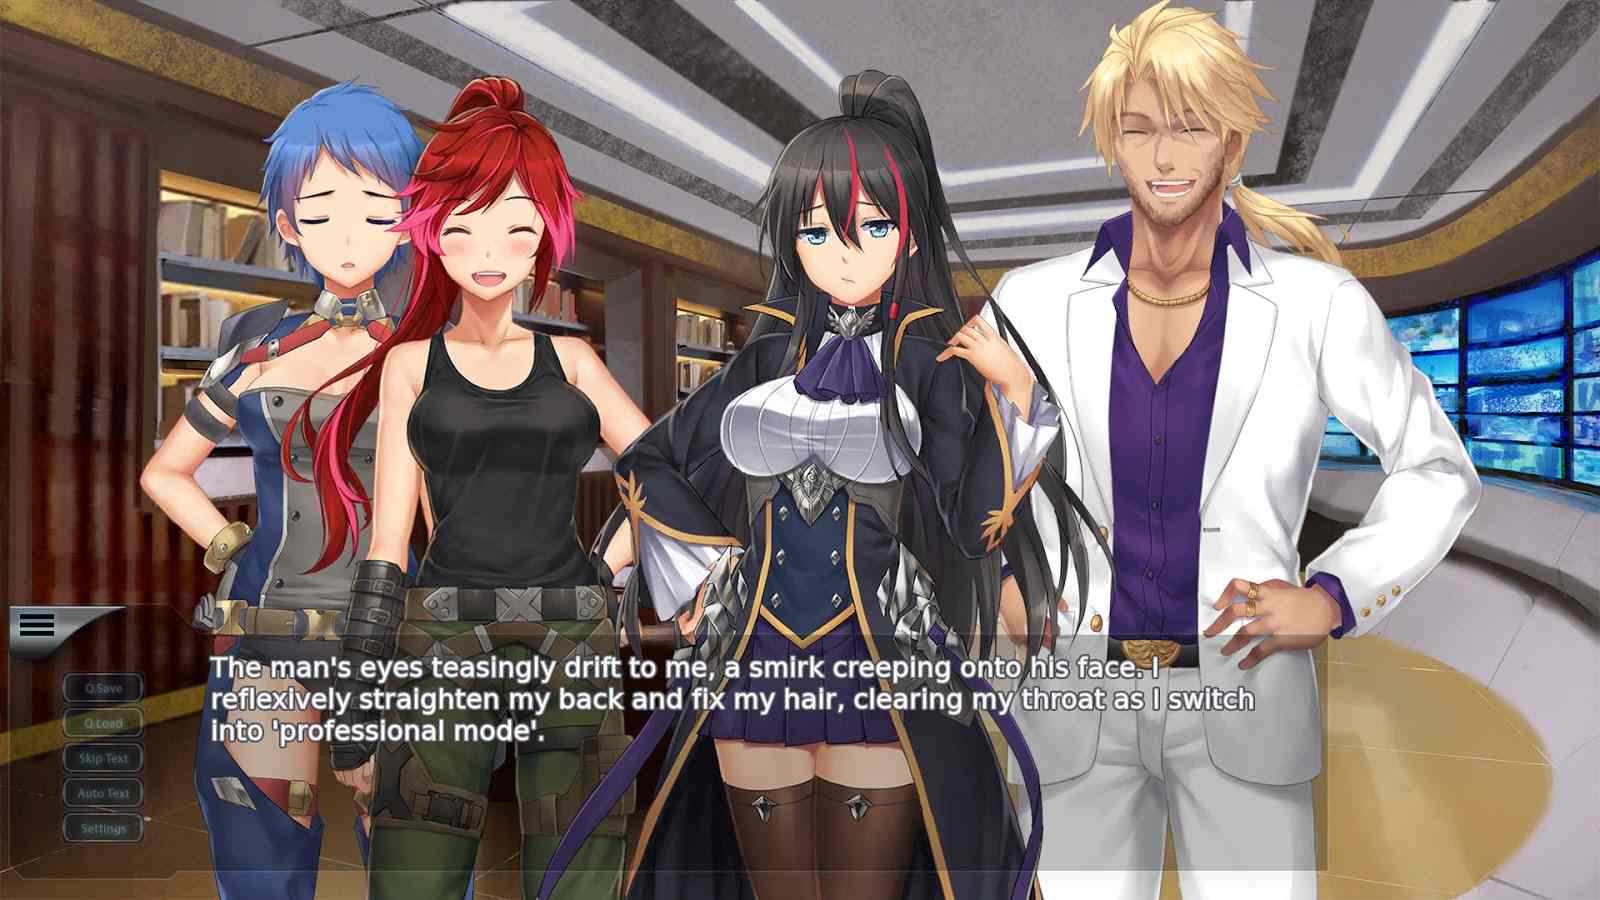 The man's eyes teasingly drift to me, a smirk creeping onto his face. I
reflexively straighten my back and fix my hair, clearing my throat as I switch
into 'professional mode'.
Q.Save
Q.Load
Skip Text
Auto Text
Settings